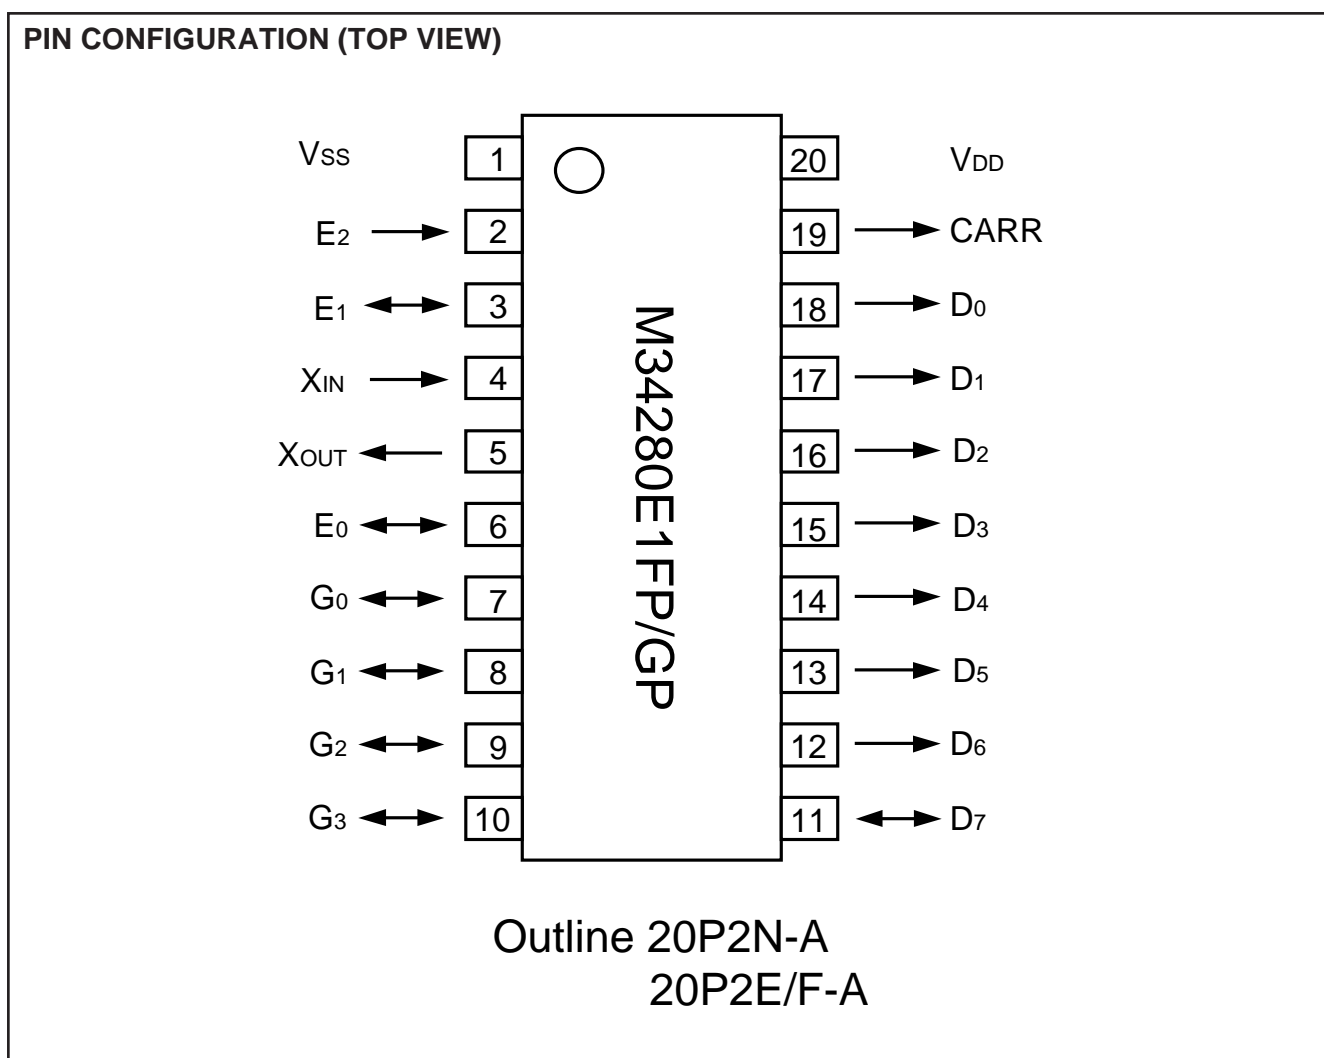 PIN CONFIGURATION (TOP VIEW)
VSS 1 20 VDD
E2 2 19 CARR
E1 3 18 D0
XIN 4 17 D1
XOUT 5 16 D2
E0 6 15 D3
G0 7 14 D4
G1 8 13 D5
G2 9 12 D6
G3 10 11 D7
M34280E1FP/GP
Outline 20P2N-A
20P2E/F-A